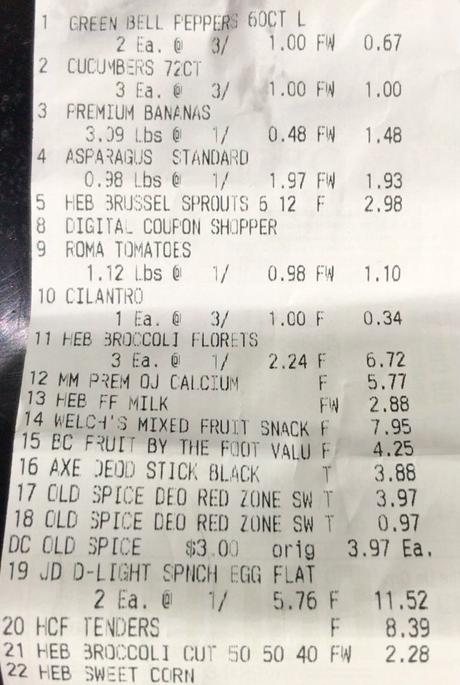 1 GREEN BELL PEPPERS 60CT L
2 Ea. @ 3/ 1.00 FW 0.67
2 CUCUMBERS 72CT
3 Ea. @ 3/ 1.00 FW 1.00
3 PREMIUM BANANAS
3.09 Lbs @ 1/ 0.48 FW 1.48
4 ASPARAGUS STANDARD
0.98 Lbs @ 1/ 1.97 FW 1.93
5 HEB BRUSSEL SPROUTS 6 12 F 2.98
8 DIGITAL COUPON SHOPPER
9 ROMA TOMATOES
1.12 Lbs @ 1/ 0.98 FW 1.10
10 CILANTRO
1 Ea. @ 3/ 1.00 F 0.34
11 HEB BROCCOLI FLORETS
3 Ea. @ 1/ 2.24 F 6.72
12 MM PREM OJ CALCIUM F 5.77
13 HEB FF MILK FW 2.88
14 WELCH'S MIXED FRUIT SNACK F 7.95
15 BC FRUIT BY THE FOOT VALU F 4.25
16 AXE DEOD STICK BLACK T 3.88
17 OLD SPICE DEO RED ZONE SW T 3.97
18 OLD SPICE DEO RED ZONE SW T 0.97
DC OLD SPICE $3.00 orig 3.97 Ea.
19 JD D-LIGHT SPNCH EGG FLAT
2 Ea. @ 1/ 5.76 F 11.52
20 HCF TENDERS F 8.39
21 HEB BROCCOLI CUT 50 50 40 FW 2.28
22 HEB SWEET CORN